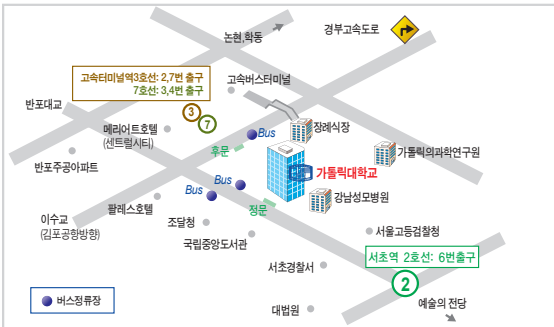 논현,학동
경부고속도로
고속터미널역3호선: 2,7번 출구
7호선: 3,4번 출구
고속버스터미널
반포대교
3
7
메리어트호텔
(센트럴시티)
Bus
장례식장
후문
가톨릭의과학연구원
반포주공아파트
가톨릭대학교
Bus
Bus
강남성모병원
팔레스호텔
정문
이수교
(김포공항방향)
조달청
서울고등검찰청
국립중앙도서관
서초역 2호선: 6번출구
서초경찰서
2
버스정류장
대법원
예술의 전당